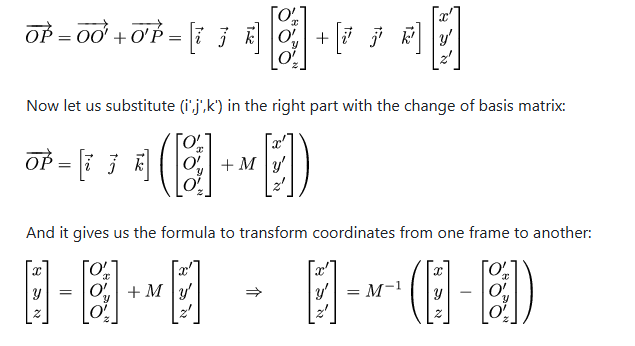 $\overrightarrow{OP} = \overrightarrow{OO'} + \overrightarrow{O'P} = \begin{bmatrix} \vec{i} & \vec{j} & \vec{k} \end{bmatrix} \begin{bmatrix} O'_x \\ O'_y \\ O'_z \end{bmatrix} + \begin{bmatrix} \vec{i}' & \vec{j}' & \vec{k}' \end{bmatrix} \begin{bmatrix} x' \\ y' \\ z' \end{bmatrix}$
Now let us substitute (i',j',k') in the right part with the change of basis matrix:
$\overrightarrow{OP} = \begin{bmatrix} \vec{i} & \vec{j} & \vec{k} \end{bmatrix} \left( \begin{bmatrix} O'_x \\ O'_y \\ O'_z \end{bmatrix} + M \begin{bmatrix} x' \\ y' \\ z' \end{bmatrix} \right)$
And it gives us the formula to transform coordinates from one frame to another:
$\begin{bmatrix} x \\ y \\ z \end{bmatrix} = \begin{bmatrix} O'_x \\ O'_y \\ O'_z \end{bmatrix} + M \begin{bmatrix} x' \\ y' \\ z' \end{bmatrix} \quad \Rightarrow \quad \begin{bmatrix} x' \\ y' \\ z' \end{bmatrix} = M^{-1} \left( \begin{bmatrix} x \\ y \\ z \end{bmatrix} - \begin{bmatrix} O'_x \\ O'_y \\ O'_z \end{bmatrix} \right)$